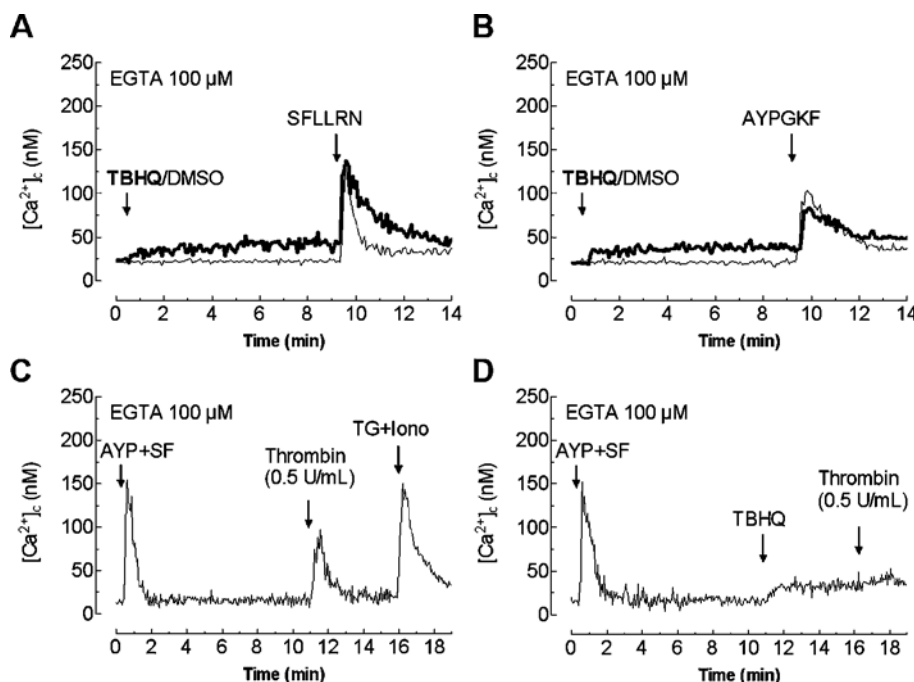 A
250
200
150
100
50
0
[Ca²⁺]c (nM)
EGTA 100 µM
SFLLRN
TBHQ/DMSO
0 2 4 6 8 10 12 14
Time (min)
B
250
200
150
100
50
0
[Ca²⁺]c (nM)
EGTA 100 µM
AYPGKF
TBHQ/DMSO
0 2 4 6 8 10 12 14
Time (min)
C
250
200
150
100
50
0
[Ca²⁺]c (nM)
EGTA 100 µM
AYP+SF
TG+Iono
Thrombin
(0.5 U/mL)
0 2 4 6 8 10 12 14 16 18
Time (min)
D
250
200
150
100
50
0
[Ca²⁺]c (nM)
EGTA 100 µM
AYP+SF
Thrombin
(0.5 U/mL)
TBHQ
0 2 4 6 8 10 12 14 16 18
Time (min)